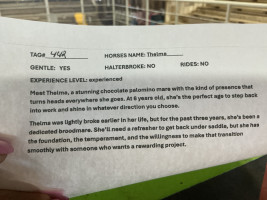 TAG# 442 HORSES NAME: Thelma
GENTLE: YES HALTERBROKE: NO RIDES: NO
EXPERIENCE LEVEL: experienced
Meet Thelma, a stunning chocolate palomino mare with the kind of presence that
turns heads everywhere she goes. At 8 years old, she's the perfect age to step back
into work and shine in whatever direction you choose.
Thelma was lightly broke earlier in her life, but for the past three years, she's been a
dedicated broodmare. She'll need a refresher to get back under saddle, but she has
the foundation, the temperament, and the willingness to make that transition
smoothly with someone who wants a rewarding project.